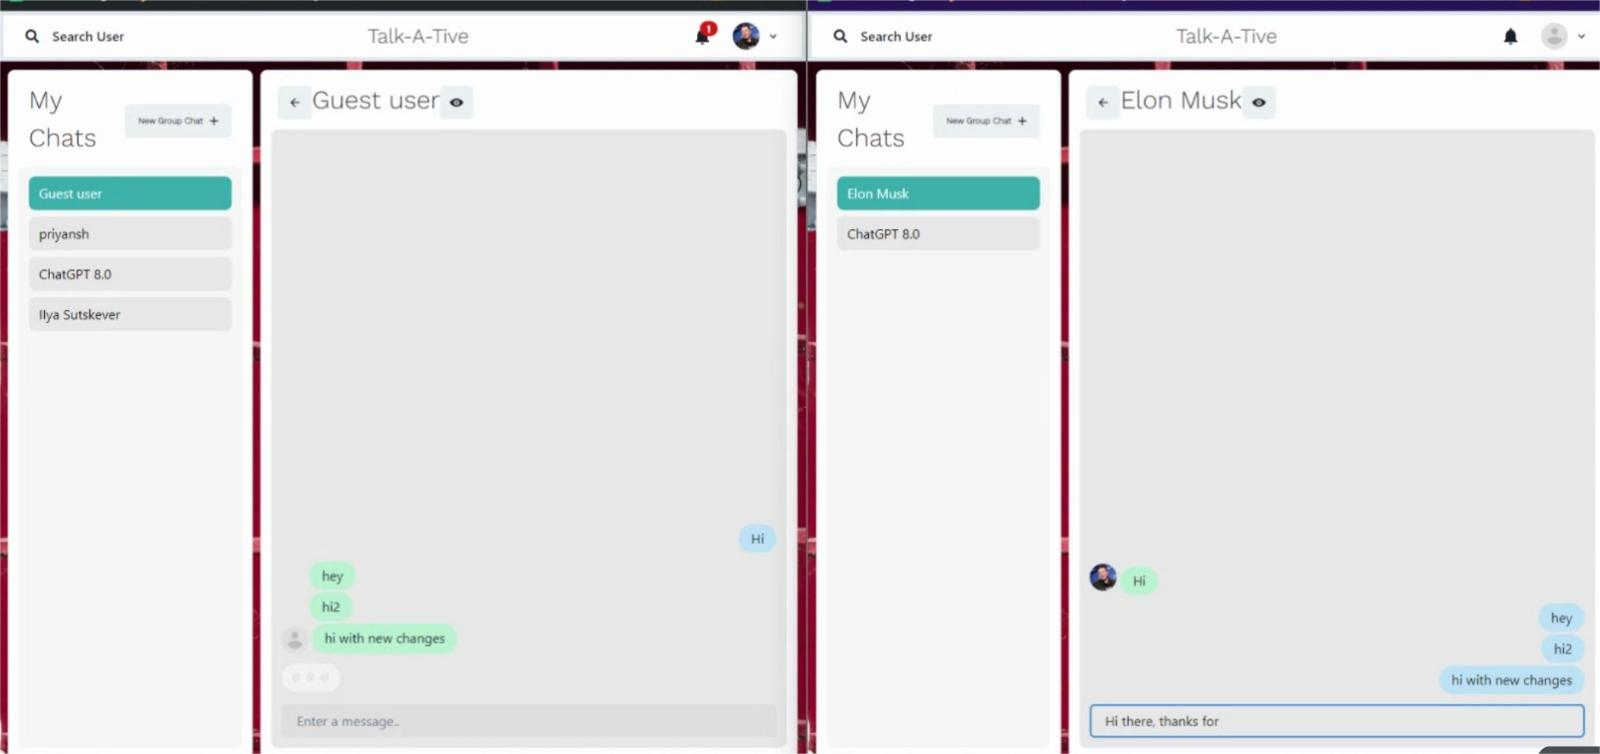 Search User
Talk-A-Tive
1
My
Chats
New Group Chat +
Guest user
priyansh
ChatGPT 8.0
Ilya Sutskever
Guest user
Hi
hey
hi2
hi with new changes
Enter a message..
Search User
Talk-A-Tive
My
Chats
New Group Chat +
Elon Musk
ChatGPT 8.0
Elon Musk
Hi
hey
hi2
hi with new changes
Hi there, thanks for